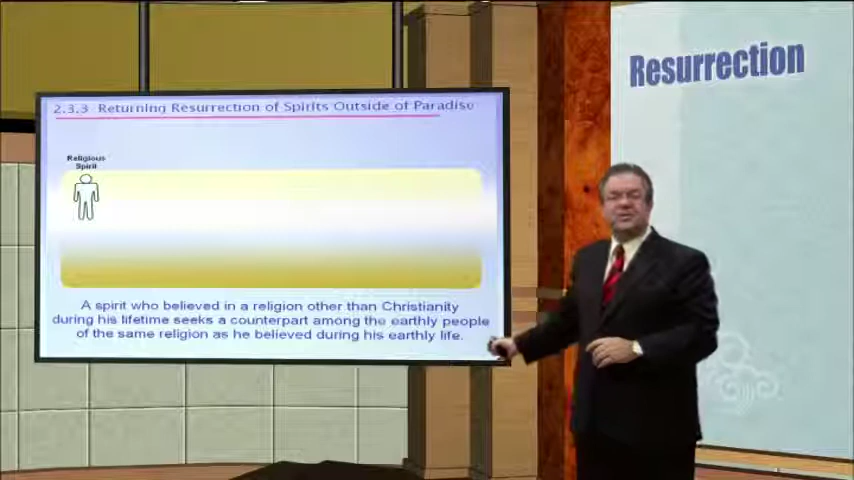 Resurrection
2.3.3 Returning Resurrection of Spirits Outside of Paradise
Religious
Spirit
A spirit who believed in a religion other than Christianity
during his lifetime seeks a counterpart among the earthly people
of the same religion as he believed during his earthly life.